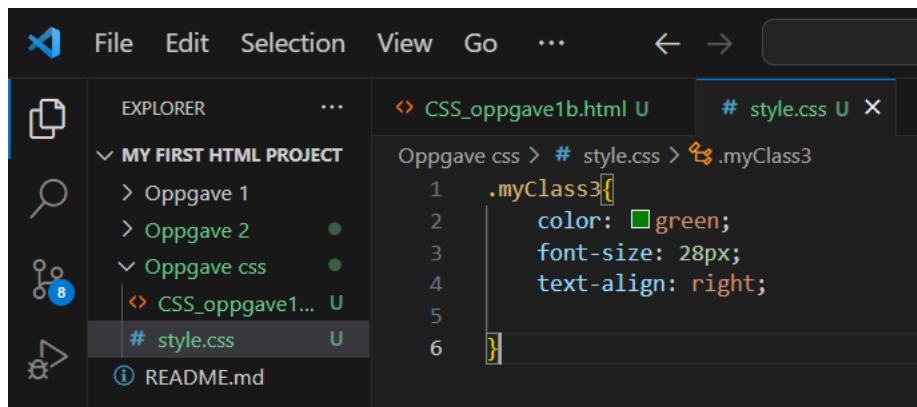 File Edit Selection View Go ...
EXPLORER ...
MY FIRST HTML PROJECT
Oppgave 1
Oppgave 2
Oppgave css
<> CSS_oppgave1... U
# style.css U
README.md
8
<> CSS_oppgave1b.html U # style.css U
Oppgave css > # style.css > .myClass3
1 .myClass3{
2 color: green;
3 font-size: 28px;
4 text-align: right;
5
6 }